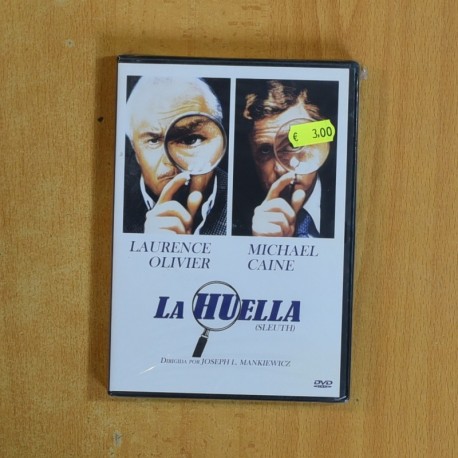 € 3.00
LAURENCE OLIVIER
MICHAEL CAINE
LA HUELLA
(SLEUTH)
DIRIGIDA POR JOSEPH L. MANKIEWICZ
DVD